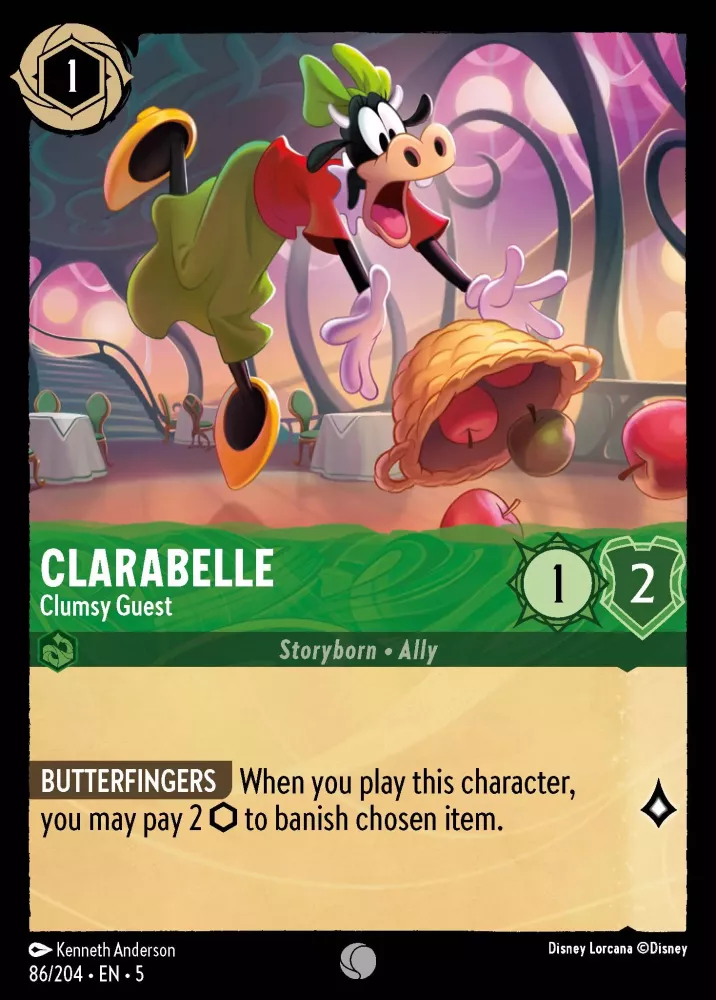 1
CLARABELLE
Clumsy Guest
1
2
Storyborn • Ally
BUTTERFINGERS When you play this character,
you may pay 2 ⬡ to banish chosen item.
Kenneth Anderson
86/204 • EN • 5
Disney Lorcana ©Disney